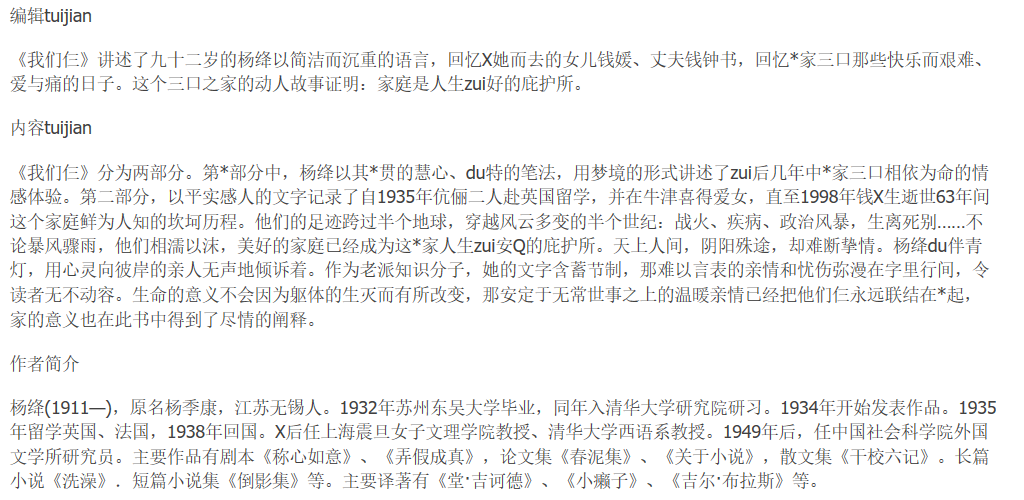 编辑tuijian
《我们仨》讲述了九十二岁的杨绛以简洁而沉重的语言，回忆X她而去的女儿钱媛、丈夫钱钟书，回忆*家三口那些快乐而艰难、
爱与痛的日子。这个三口之家的动人故事证明：家庭是人生zui好的庇护所。
内容tuijian
《我们仨》分为两部分。第*部分中，杨绛以其*贯的慧心、du特的笔法，用梦境的形式讲述了zui后几年中*家三口相依为命的情
感体验。第二部分，以平实感人的文字记录了自1935年伉俪二人赴英国留学，并在牛津喜得爱女，直至1998年钱X生逝世63年间
这个家庭鲜为人知的坎坷历程。他们的足迹跨过半个地球，穿越风云多变的半个世纪：战火、疾病、政治风暴，生离死别……不
论暴风骤雨，他们相濡以沫，美好的家庭已经成为这*家人生zui安Q的庇护所。天上人间，阴阳殊途，却难断挚情。杨绛du伴青
灯，用心灵向彼岸的亲人无声地倾诉着。作为老派知识分子，她的文字含蓄节制，那难以言表的亲情和忧伤弥漫在字里行间，令
读者无不动容。生命的意义不会因为躯体的生灭而有所改变，那安定于无常世事之上的温暖亲情已经把他们仨永远联结在*起，
家的意义也在此书中得到了尽情的阐释。
作者简介
杨绛(1911—)，原名杨季康，江苏无锡人。1932年苏州东吴大学毕业，同年入清华大学研究院研习。1934年开始发表作品。1935
年留学英国、法国，1938年回国。X后任上海震旦女子文理学院教授、清华大学西语系教授。1949年后，任中国社会科学院外国
文学所研究员。主要作品有剧本《称心如意》、《弄假成真》，论文集《春泥集》、《关于小说》，散文集《干校六记》。长篇
小说《洗澡》．短篇小说集《倒影集》等。主要译著有《堂·吉诃德》、《小癞子》、《吉尔·布拉斯》等。